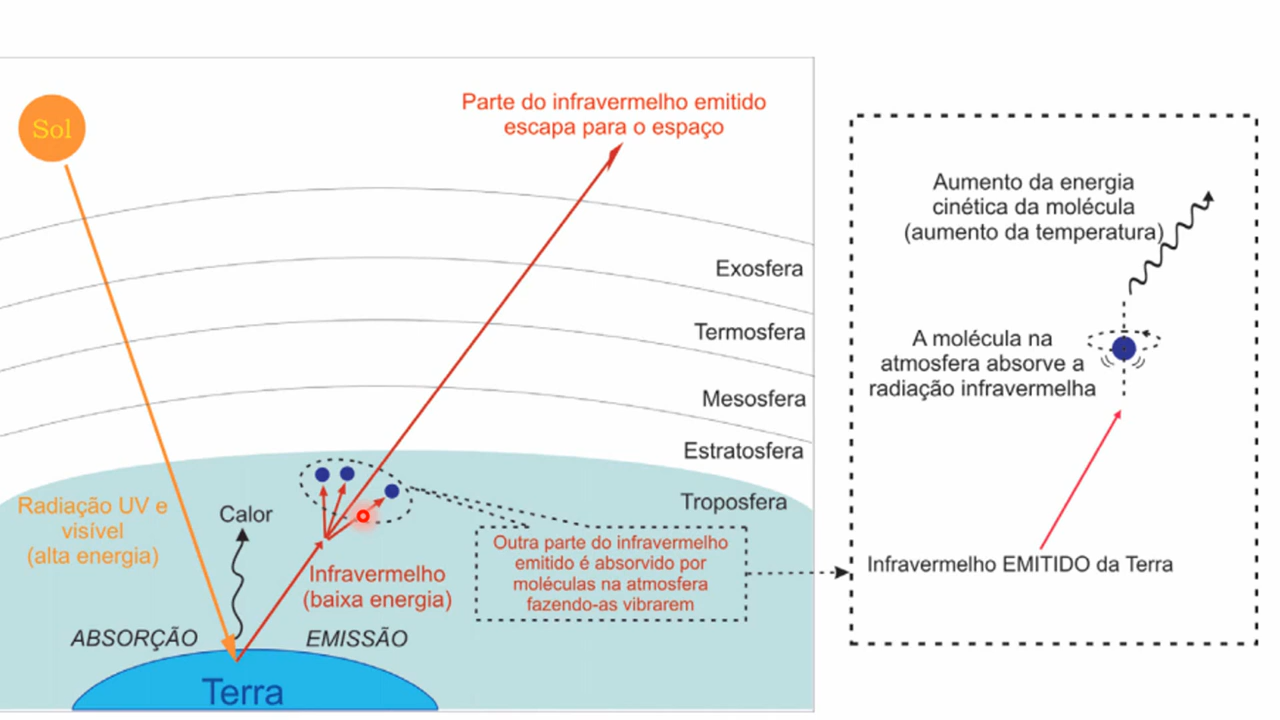 Sol
Parte do infravermelho emitido
escapa para o espaço
Exosfera
Termosfera
Mesosfera
Estratosfera
Troposfera
Radiação UV e
visível
(alta energia)
Calor
Infravermelho
(baixa energia)
Outra parte do infravermelho
emitido é absorvido por
moléculas na atmosfera
fazendo-as vibrarem
ABSORÇÃO
EMISSÃO
Terra
Aumento da energia
cinética da molécula
(aumento da temperatura)
A molécula na
atmosfera absorve a
radiação infravermelha
Infravermelho EMITIDO da Terra